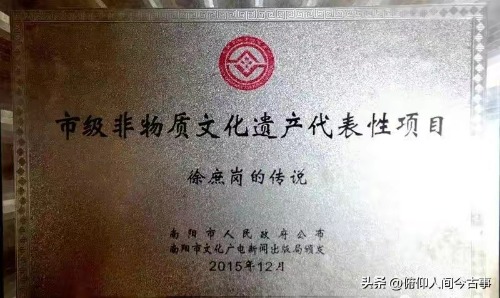 市级非物质文化遗产代表性项目
徐庶岗的传说
南阳市人民政府公布
南阳市文化广电新闻出版局颁发
2015年12月
头条 @俯仰人间今古事